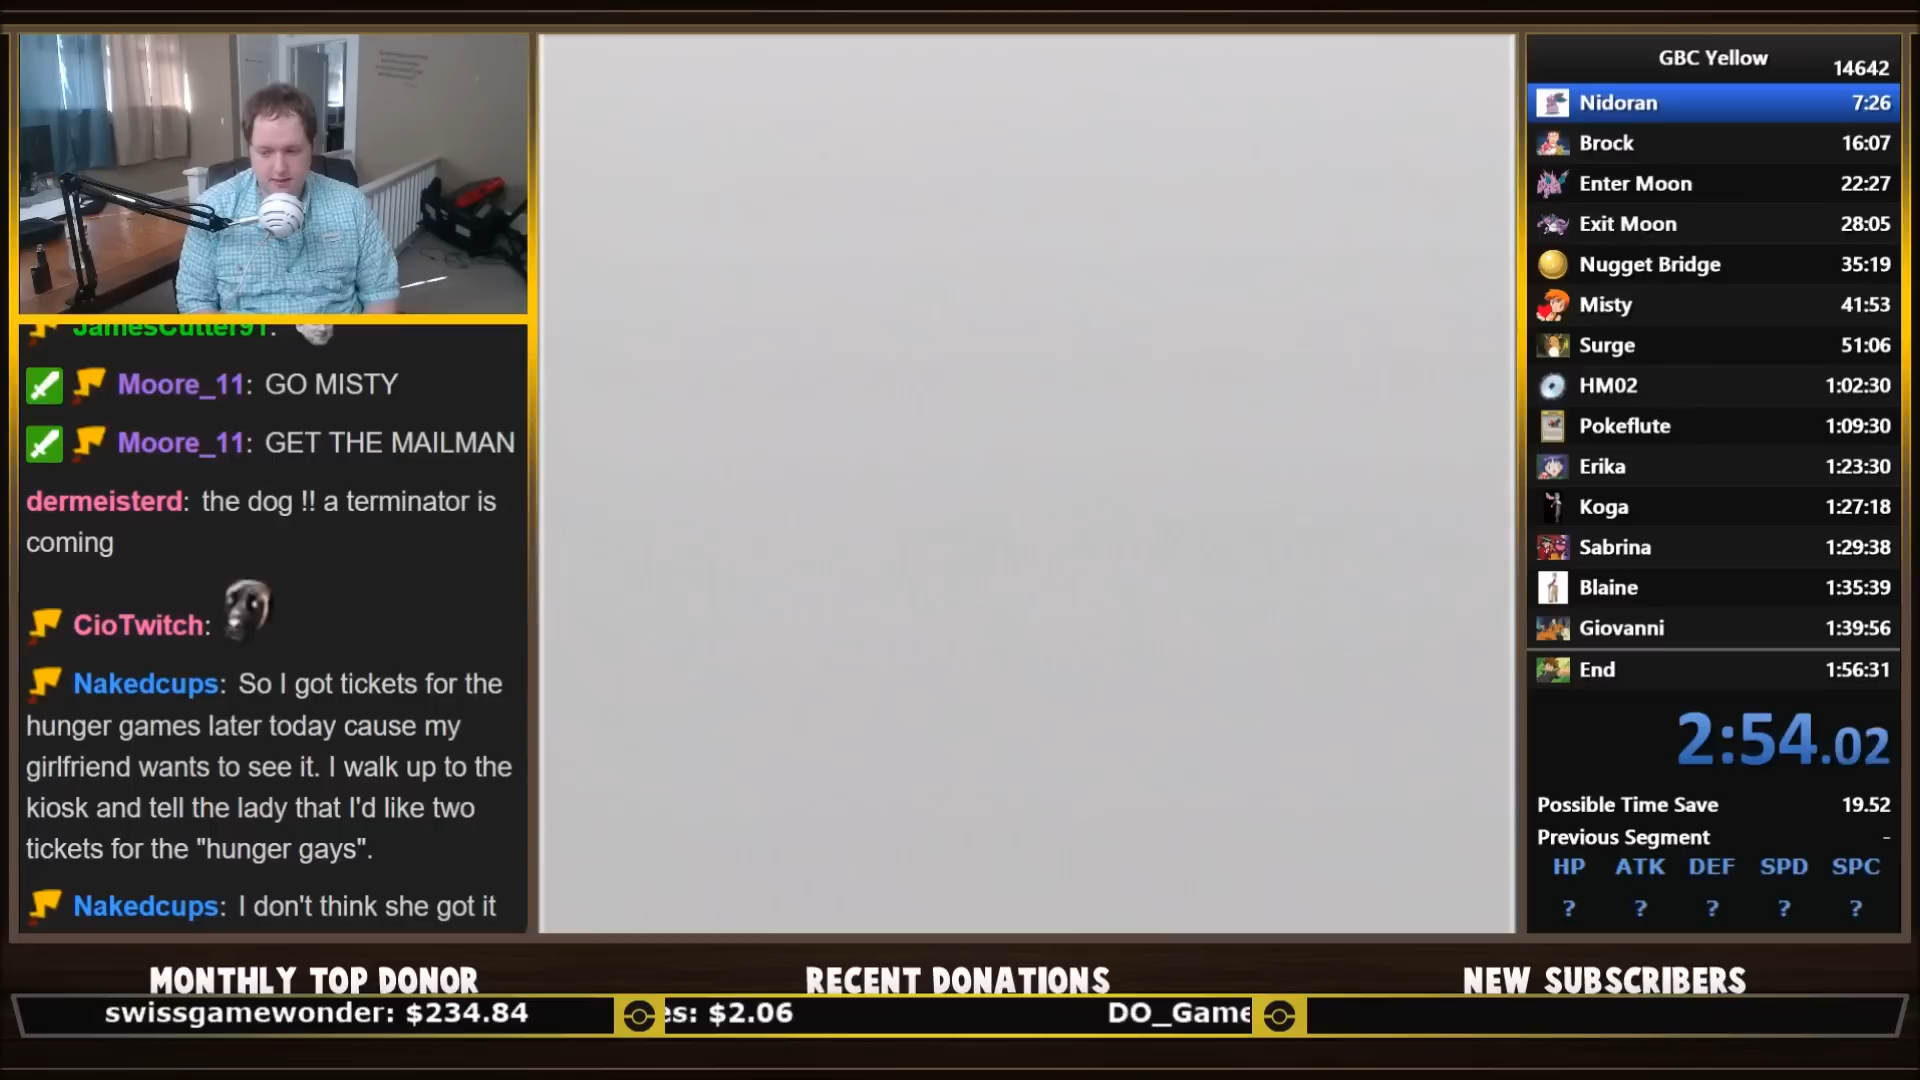 JamesCutter91:
Moore_11: GO MISTY
Moore_11: GET THE MAILMAN
dermeisterd: the dog !! a terminator is
coming
CioTwitch:
Nakedcups: So I got tickets for the
hunger games later today cause my
girlfriend wants to see it. I walk up to the
kiosk and tell the lady that I'd like two
tickets for the "hunger gays".
Nakedcups: I don't think she got it
GBC Yellow 14642
Nidoran 7:26
Brock 16:07
Enter Moon 22:27
Exit Moon 28:05
Nugget Bridge 35:19
Misty 41:53
Surge 51:06
HM02 1:02:30
Pokeflute 1:09:30
Erika 1:23:30
Koga 1:27:18
Sabrina 1:29:38
Blaine 1:35:39
Giovanni 1:39:56
End 1:56:31
2:54.02
Possible Time Save 19.52
Previous Segment -
HP ATK DEF SPD SPC
? ? ? ? ?
MONTHLY TOP DONOR RECENT DONATIONS NEW SUBSCRIBERS
swissgamewonder: $234.84 es: $2.06 DO_Game